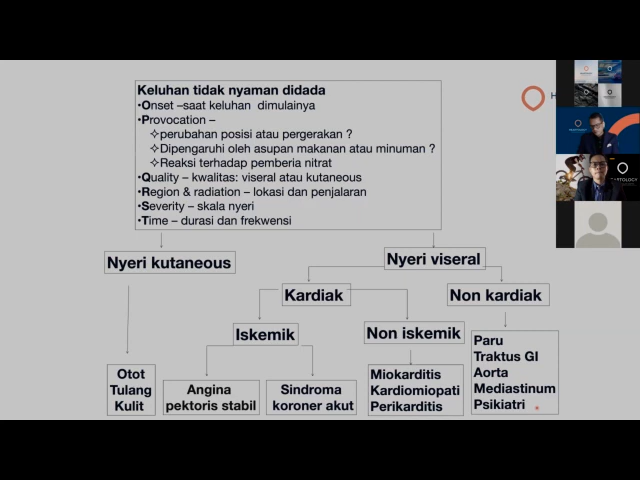 Keluhan tidak nyaman didada
•Onset –saat keluhan dimulainya
•Provocation –
✧perubahan posisi atau pergerakan ?
✧Dipengaruhi oleh asupan makanan atau minuman ?
✧Reaksi terhadap pemberia nitrat
•Quality – kwalitas: viseral atau kutaneous
•Region & radiation – lokasi dan penjalaran
•Severity – skala nyeri
•Time – durasi dan frekwensi
Nyeri kutaneous
Nyeri viseral
Kardiak
Non kardiak
Iskemik
Non iskemik
Otot
Tulang
Kulit
Angina
pektoris stabil
Sindroma
koroner akut
Miokarditis
Kardiomiopati
Perikarditis
Paru
Traktus GI
Aorta
Mediastinum
Psikiatri